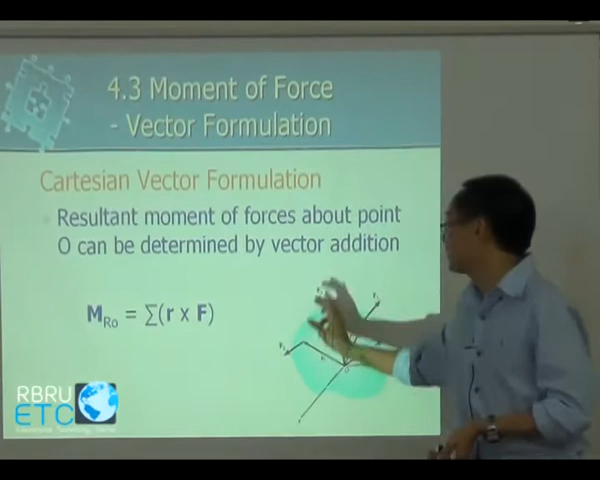 4.3 Moment of Force
- Vector Formulation
Cartesian Vector Formulation
Resultant moment of forces about point
O can be determined by vector addition
M_Ro = ∑(r x F)
RBRU
ETC